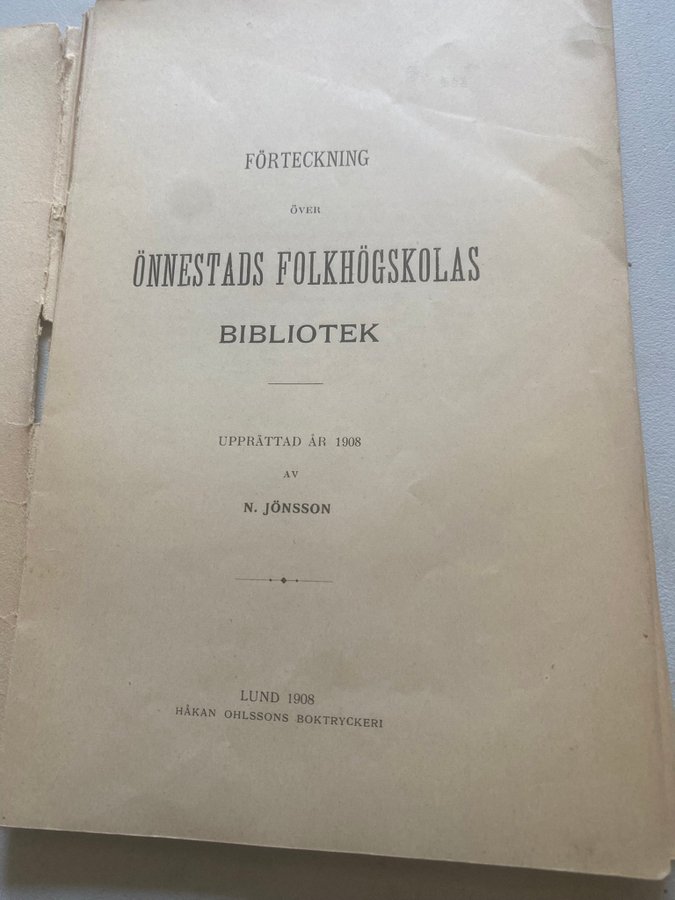 FÖRTECKNING
ÖVER
ÖNNESTADS FOLKHÖGSKOLAS
BIBLIOTEK
UPPRÄTTAD ÅR 1908
AV
N. JÖNSSON
LUND 1908
HÅKAN OHLSSONS BOKTRYCKERI